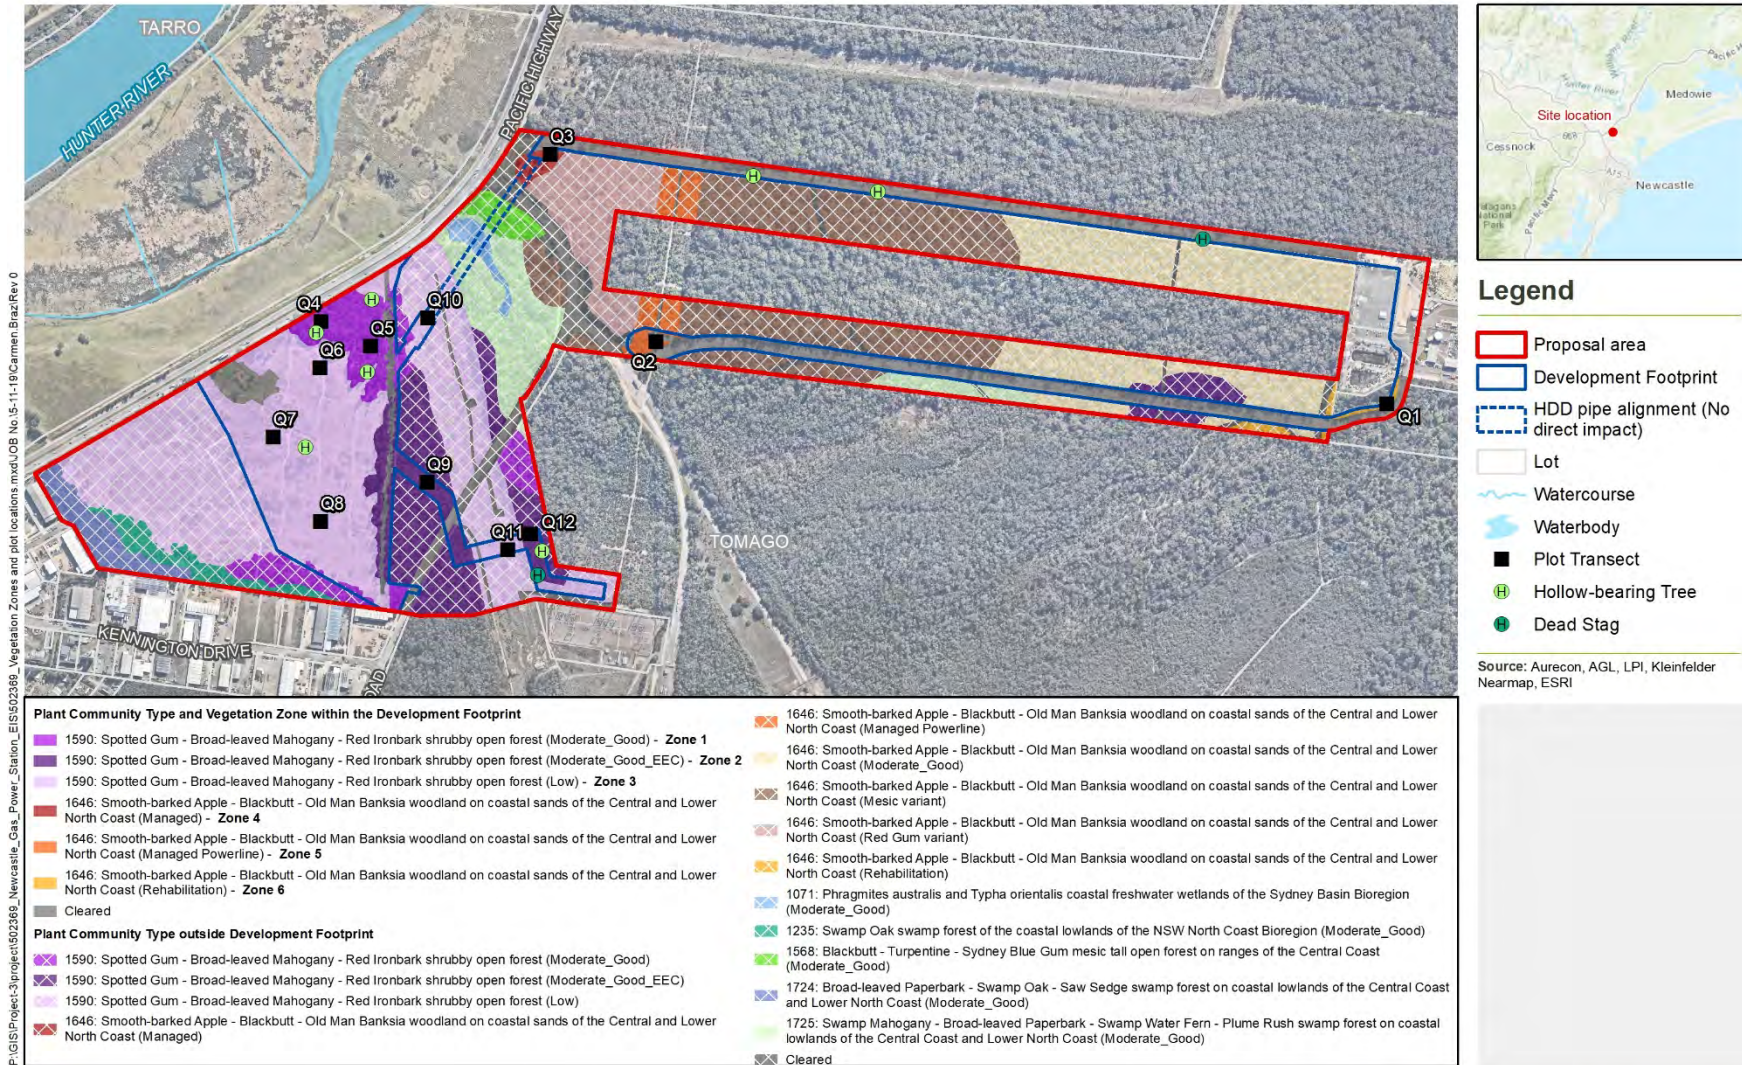 TARRO
HUNTER RIVER
PACIFIC HIGHWAY
Q3
Q4
Q10
Q5
Q6
Q2
Q7
Q1
Q9
Q8
Q12
Q11
TOMAGO
KENNINGTON DRIVE
Site location
Hunter River
Medowie
Cessnock
Newcastle
A15
Legend
Proposal area
Development Footprint
HDD pipe alignment (No
direct impact)
Lot
Watercourse
Waterbody
Plot Transect
H Hollow-bearing Tree
H Dead Stag
Source: Aurecon, AGL, LPI, Kleinfelder
Nearmap, ESRI
Plant Community Type and Vegetation Zone within the Development Footprint
1590: Spotted Gum - Broad-leaved Mahogany - Red Ironbark shrubby open forest (Moderate_Good) - Zone 1
1590: Spotted Gum - Broad-leaved Mahogany - Red Ironbark shrubby open forest (Moderate_Good_EEC) - Zone 2
1590: Spotted Gum - Broad-leaved Mahogany - Red Ironbark shrubby open forest (Low) - Zone 3
1646: Smooth-barked Apple - Blackbutt - Old Man Banksia woodland on coastal sands of the Central and Lower
North Coast (Managed) - Zone 4
1646: Smooth-barked Apple - Blackbutt - Old Man Banksia woodland on coastal sands of the Central and Lower
North Coast (Managed Powerline) - Zone 5
1646: Smooth-barked Apple - Blackbutt - Old Man Banksia woodland on coastal sands of the Central and Lower
North Coast (Rehabilitation) - Zone 6
Cleared
Plant Community Type outside Development Footprint
1590: Spotted Gum - Broad-leaved Mahogany - Red Ironbark shrubby open forest (Moderate_Good)
1590: Spotted Gum - Broad-leaved Mahogany - Red Ironbark shrubby open forest (Moderate_Good_EEC)
1590: Spotted Gum - Broad-leaved Mahogany - Red Ironbark shrubby open forest (Low)
1646: Smooth-barked Apple - Blackbutt - Old Man Banksia woodland on coastal sands of the Central and Lower
North Coast (Managed)
1646: Smooth-barked Apple - Blackbutt - Old Man Banksia woodland on coastal sands of the Central and Lower
North Coast (Managed Powerline)
1646: Smooth-barked Apple - Blackbutt - Old Man Banksia woodland on coastal sands of the Central and Lower
North Coast (Moderate_Good)
1646: Smooth-barked Apple - Blackbutt - Old Man Banksia woodland on coastal sands of the Central and Lower
North Coast (Mesic variant)
1646: Smooth-barked Apple - Blackbutt - Old Man Banksia woodland on coastal sands of the Central and Lower
North Coast (Red Gum variant)
1646: Smooth-barked Apple - Blackbutt - Old Man Banksia woodland on coastal sands of the Central and Lower
North Coast (Rehabilitation)
1071: Phragmites australis and Typha orientalis coastal freshwater wetlands of the Sydney Basin Bioregion
(Moderate_Good)
1235: Swamp Oak swamp forest of the coastal lowlands of the NSW North Coast Bioregion (Moderate_Good)
1568: Blackbutt - Turpentine - Sydney Blue Gum mesic tall open forest on ranges of the Central Coast
(Moderate_Good)
1724: Broad-leaved Paperbark - Swamp Oak - Saw Sedge swamp forest on coastal lowlands of the Central Coast
and Lower North Coast (Moderate_Good)
1725: Swamp Mahogany - Broad-leaved Paperbark - Swamp Water Fern - Plume Rush swamp forest on coastal
lowlands of the Central Coast and Lower North Coast (Moderate_Good)
Cleared